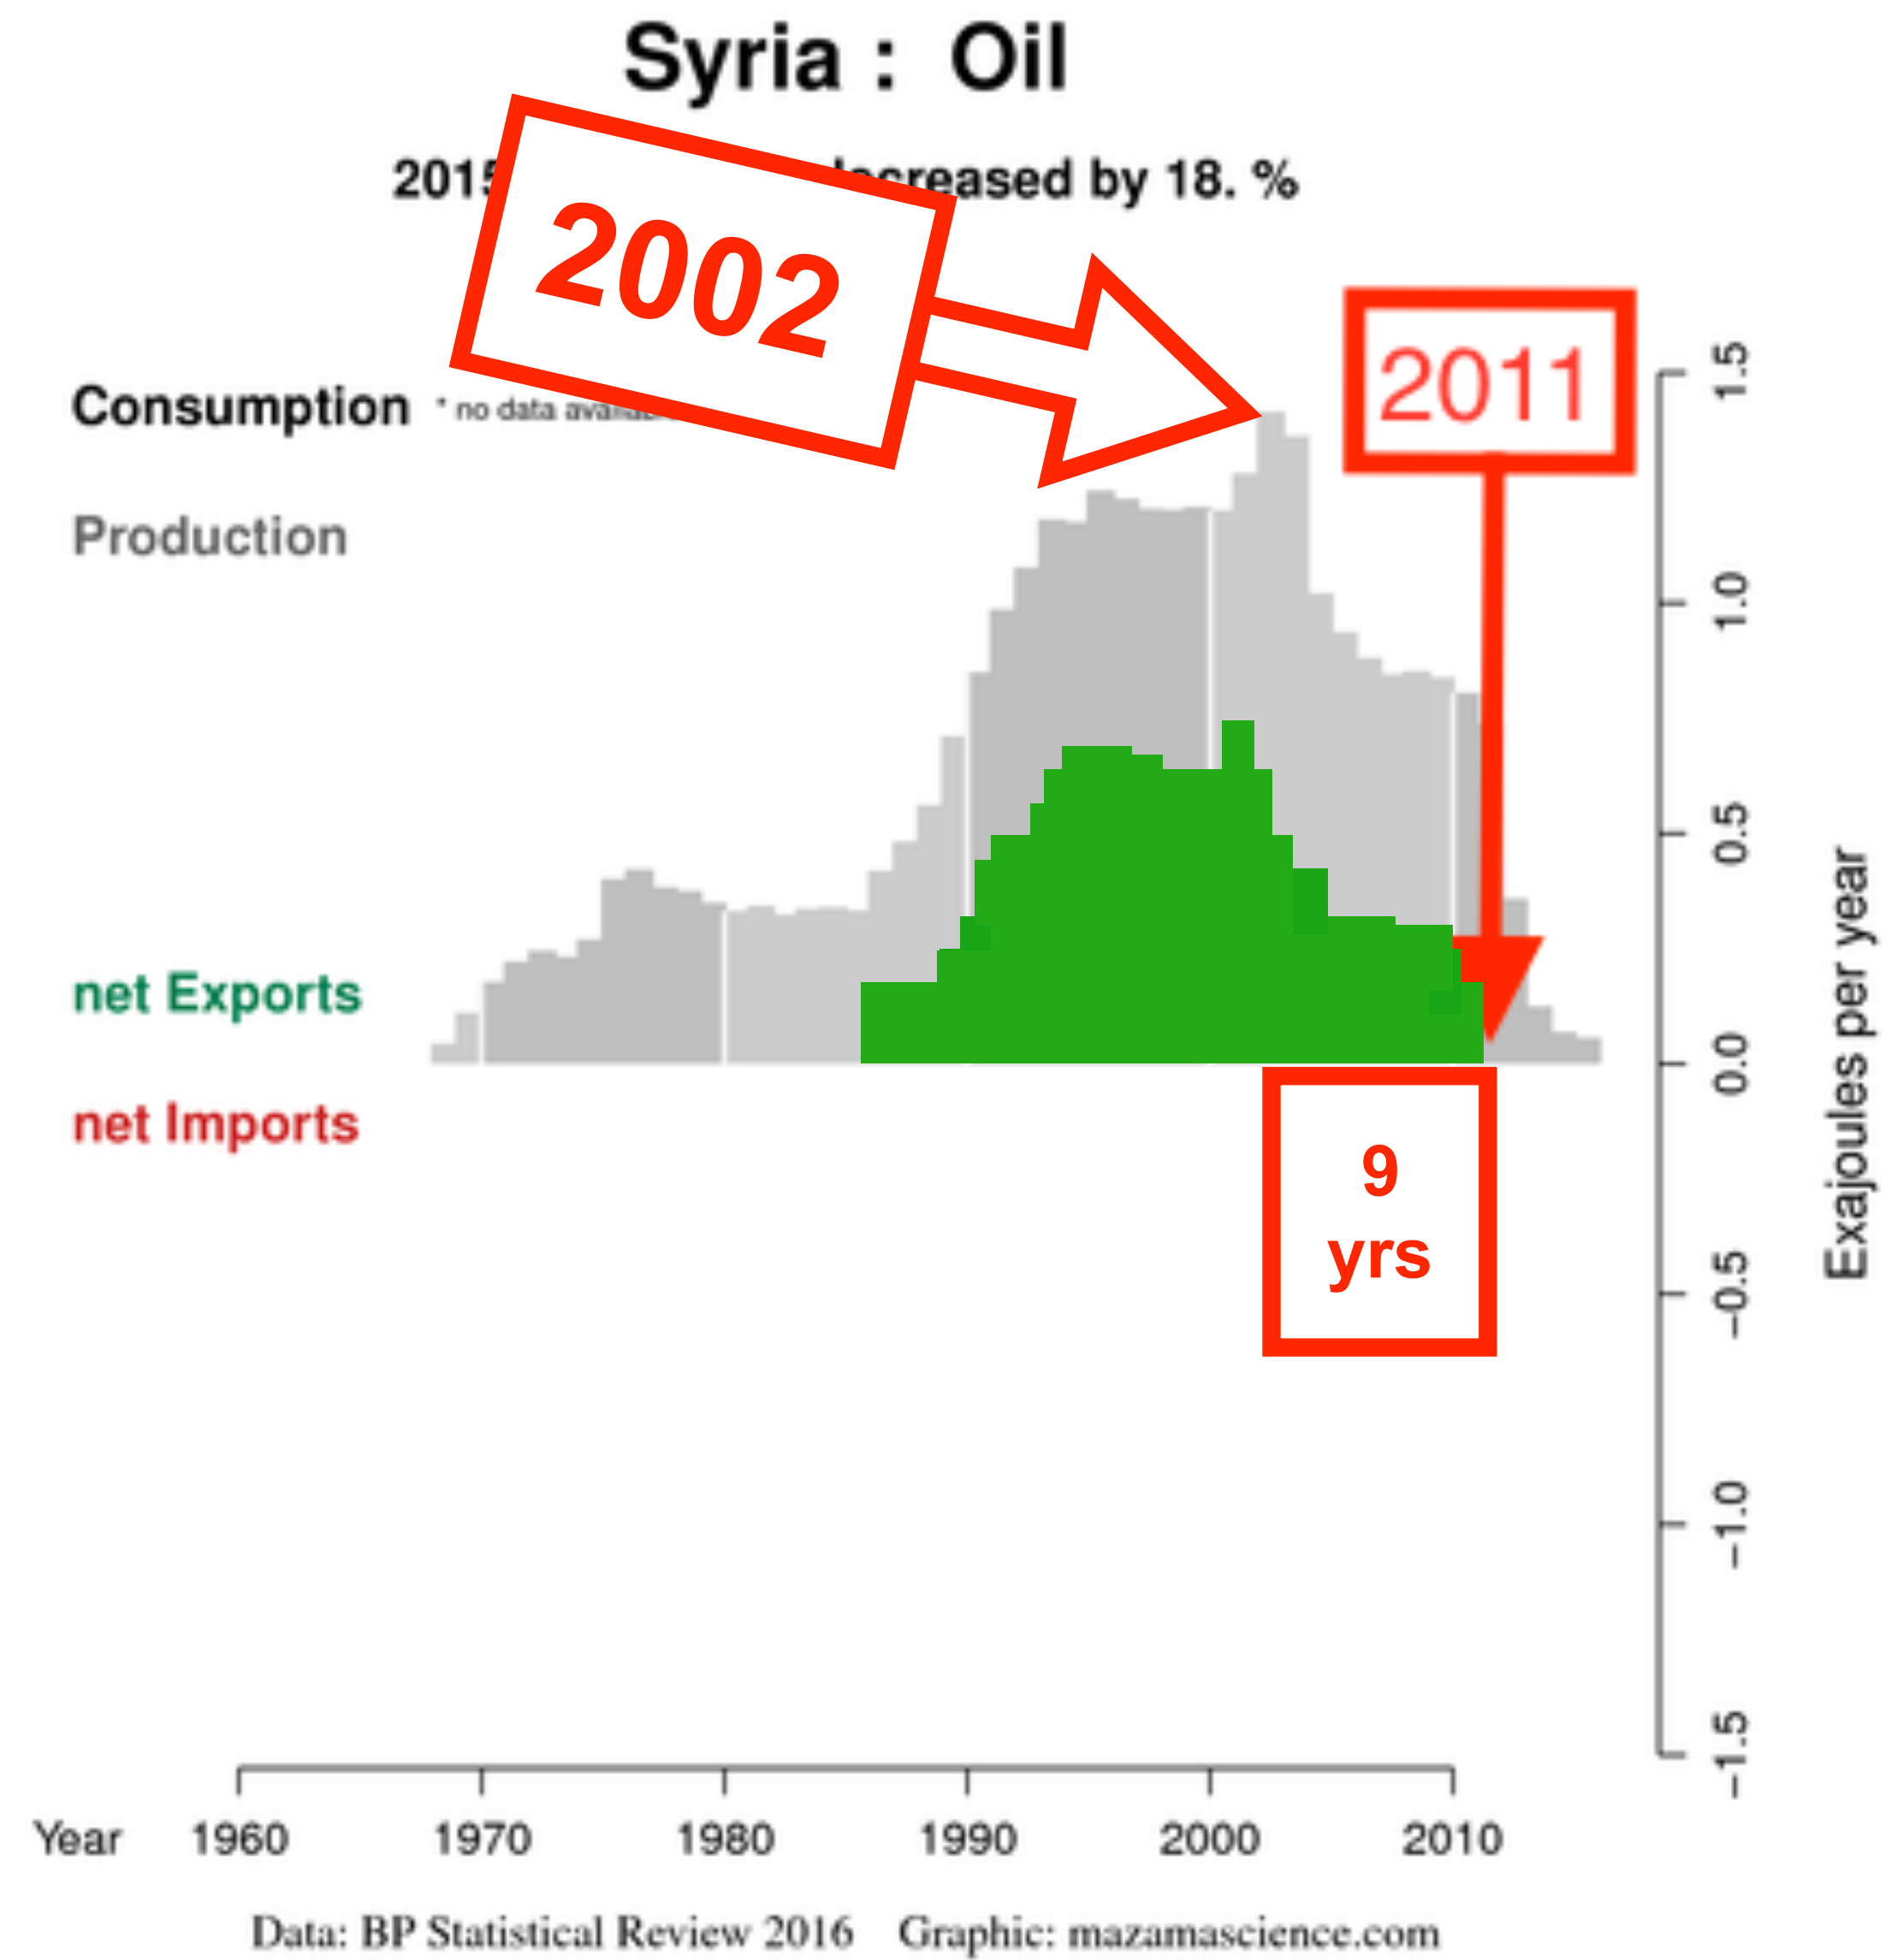 Syria : Oil
2015 decreased by 18. %
2002
2011
Consumption * no data
Production
net Exports
net Imports
9
yrs
1.5
1.0
0.5
0.0
−0.5
−1.0
−1.5
Exajoules per year
Year 1960 1970 1980 1990 2000 2010
Data: BP Statistical Review 2016 Graphic: mazamascience.com